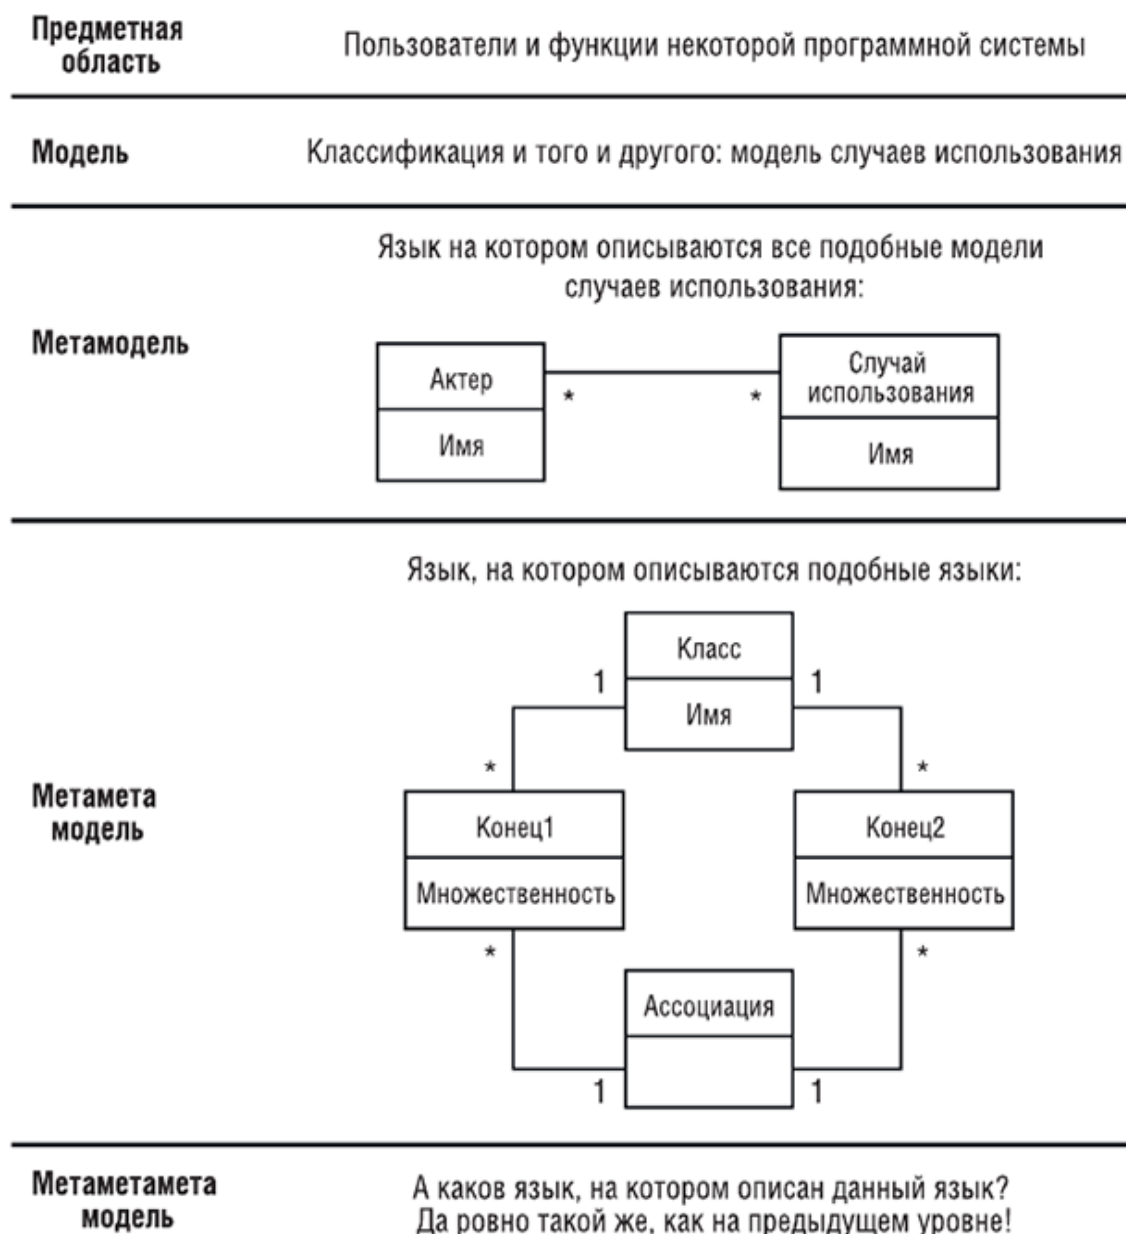 Предметная
область
Пользователи и функции некоторой программной системы
Модель
Классификация и того и другого: модель случаев использования
Язык на котором описываются все подобные модели
случаев использования:
Метамодель
Актер
Имя
*
*
Случай
использования
Имя
Язык, на котором описываются подобные языки:
Класс
Имя
1
1
*
*
Метамета
модель
Конец1
Множественность
Конец2
Множественность
*
*
Ассоциация
1
1
Метаметамета
модель
А каков язык, на котором описан данный язык?
Да ровно такой же, как на предыдущем уровне!